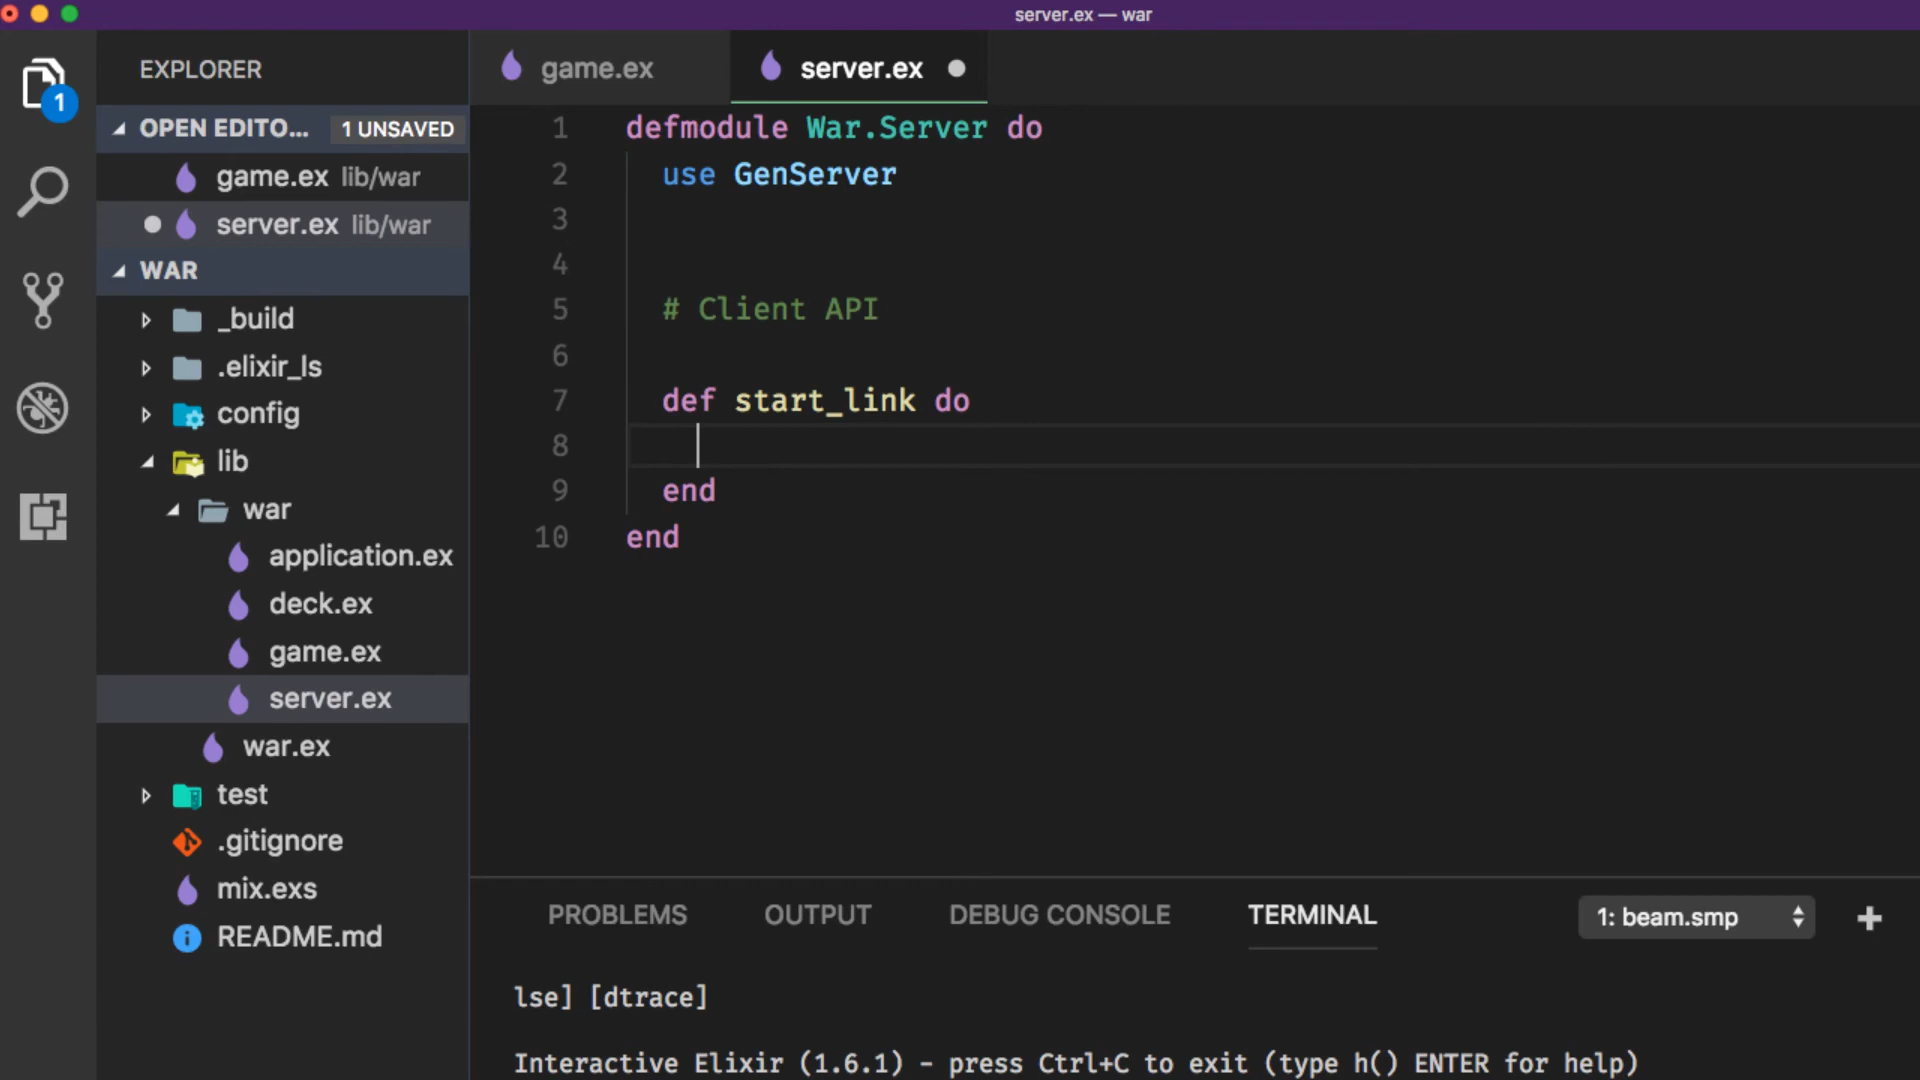 server.ex — war
EXPLORER
OPEN EDITO... 1 UNSAVED
game.ex lib/war
server.ex lib/war
WAR
_build
.elixir_ls
config
lib
war
application.ex
deck.ex
game.ex
server.ex
war.ex
test
.gitignore
mix.exs
README.md
1
game.ex server.ex
1 defmodule War.Server do
2 use GenServer
3
4
5 # Client API
6
7 def start_link do
8
9 end
10 end
PROBLEMS OUTPUT DEBUG CONSOLE TERMINAL 1: beam.smp
lse] [dtrace]
Interactive Elixir (1.6.1) - press Ctrl+C to exit (type h() ENTER for help)